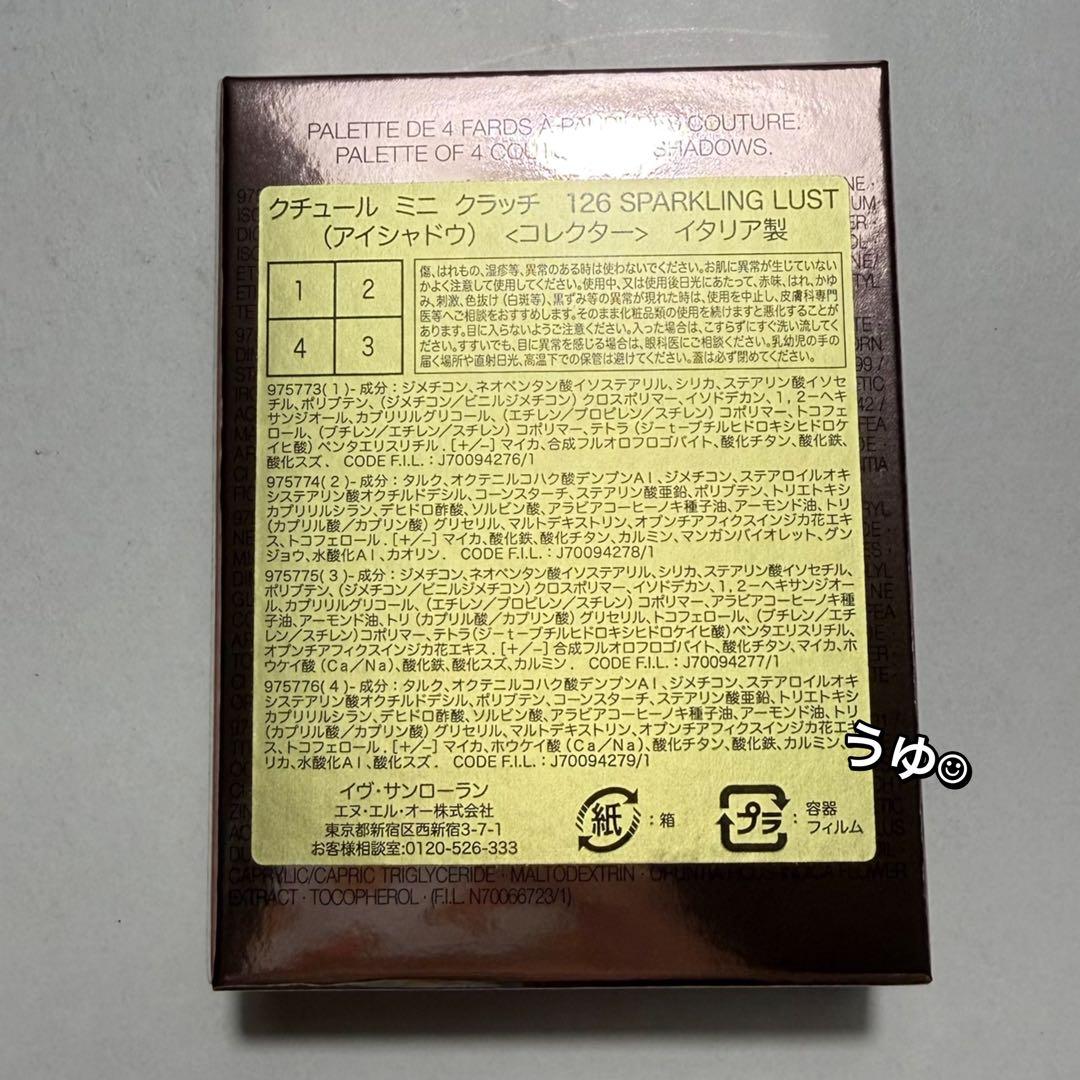 PALETTE DE 4 FARDS À COUTURE.
PALETTE OF 4 SHADOWS.
クチュール ミニ クラッチ 126 SPARKLING LUST
(アイシャドウ) <コレクター> イタリア製
1 2
4 3
傷、はれもの、湿疹等、異常のある時は使わないでください。お肌に異常が生じていない
かよく注意して使用してください。使用中、又は使用後日光にあたって、赤味、はれ、かゆ
み、刺激、色抜け(白斑等)、黒ずみ等の異常が現れた時は、使用を中止し、皮膚科専門
医等へご相談をおすすめします。そのまま化粧品類の使用を続けますと悪化することが
あります。目に入らないようご注意ください。入った場合は、こすらずにすぐ洗い流してく
ださい。すすいでも、目に異常を感じる場合は、眼科医にご相談ください。乳幼児の手の
届く場所や直射日光、高温下での保管は避けてください。蓋は必ず閉めてください。
975773(1)-成分:ジメチコン、ネオペンタン酸イソステアリル、シリカ、ステアリン酸イソセ
チル、ポリブテン、(ジメチコン/ビニルジメチコン)クロスポリマー、イソドデカン、1,2-ヘキ
サンジオール、カプリリルグリコール、(エチレン/プロピレン/スチレン)コポリマー、トコフェ
ロール、(ブチレン/エチレン/スチレン)コポリマー、テトラ(ジ-t-ブチルヒドロキシヒドロケ
イヒ酸)ペンタエリスリチル. [+/-] マイカ、合成フルオロフロゴパイト、酸化チタン、酸化鉄、
酸化スズ. CODE F.I.L.: J70094276/1
975774(2)-成分:タルク、オクテニルコハク酸デンプンAl、ジメチコン、ステアロイルオキ
システアリン酸オクチルドデシル、コーンスターチ、ステアリン酸亜鉛、ポリブテン、トリエトキシ
カプリリルシラン、デヒドロ酢酸、ソルビン酸、アラビアコーヒーノキ種子油、アーモンド油、トリ
(カプリル酸/カプリン酸)グリセリル、マルトデキストリン、オプンチアフィクスインジカ花エキ
ス、トコフェロール. [+/-] マイカ、酸化鉄、酸化チタン、カルミン、マンガンバイオレット、グン
ジョウ、水酸化Al、カオリン. CODE F.I.L.: J70094278/1
975775(3)-成分:ジメチコン、ネオペンタン酸イソステアリル、シリカ、ステアリン酸イソセチル、
ポリブテン、(ジメチコン/ビニルジメチコン)クロスポリマー、イソドデカン、1,2-ヘキサンジオー
ル、カプリリルグリコール、(エチレン/プロピレン/スチレン)コポリマー、アラビアコーヒーノキ種
子油、アーモンド油、トリ(カプリル酸/カプリン酸)グリセリル、トコフェロール、(ブチレン/エチ
レン/スチレン)コポリマー、テトラ(ジ-t-ブチルヒドロキシヒドロケイヒ酸)ペンタエリスリチル、
オプンチアフィクスインジカ花エキス. [+/-] 合成フルオロフロゴパイト、酸化チタン、マイカ、ホ
ウケイ酸(Ca/Na)、酸化鉄、酸化スズ、カルミン. CODE F.I.L.: J70094277/1
975776(4)-成分:タルク、オクテニルコハク酸デンプンAl、ジメチコン、ステアロイルオキ
システアリン酸オクチルドデシル、ポリブテン、コーンスターチ、ステアリン酸亜鉛、トリエトキシ
カプリリルシラン、デヒドロ酢酸、ソルビン酸、アラビアコーヒーノキ種子油、アーモンド油、トリ
(カプリル酸/カプリン酸)グリセリル、マルトデキストリン、オプンチアフィクスインジカ花エキ
ス、トコフェロール. [+/-] マイカ、ホウケイ酸(Ca/Na)、酸化チタン、酸化鉄、カルミン、
リカ、水酸化Al、酸化スズ. CODE F.I.L.: J70094279/1
うゆ☺
イヴ・サンローラン
エヌ・エル・オー株式会社
東京都新宿区西新宿3-7-1
お客様相談室:0120-526-333
紙 :箱
プラ :容器
フィルム
CAPRYLIC/CAPRIC TRIGLYCERIDE · MALTODEXTRIN · OPUNTIA FICUS-INDICA FLOWER
EXTRACT · TOCOPHEROL · (F.I.L. N70066723/1)